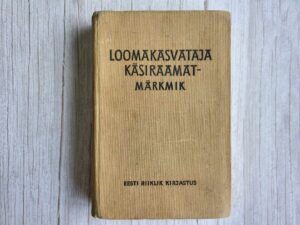 LOOMAKASVATAJA
KÄSIRAAMAT-
MÄRKMIK
EESTI RIIKLIK KIRJASTUS